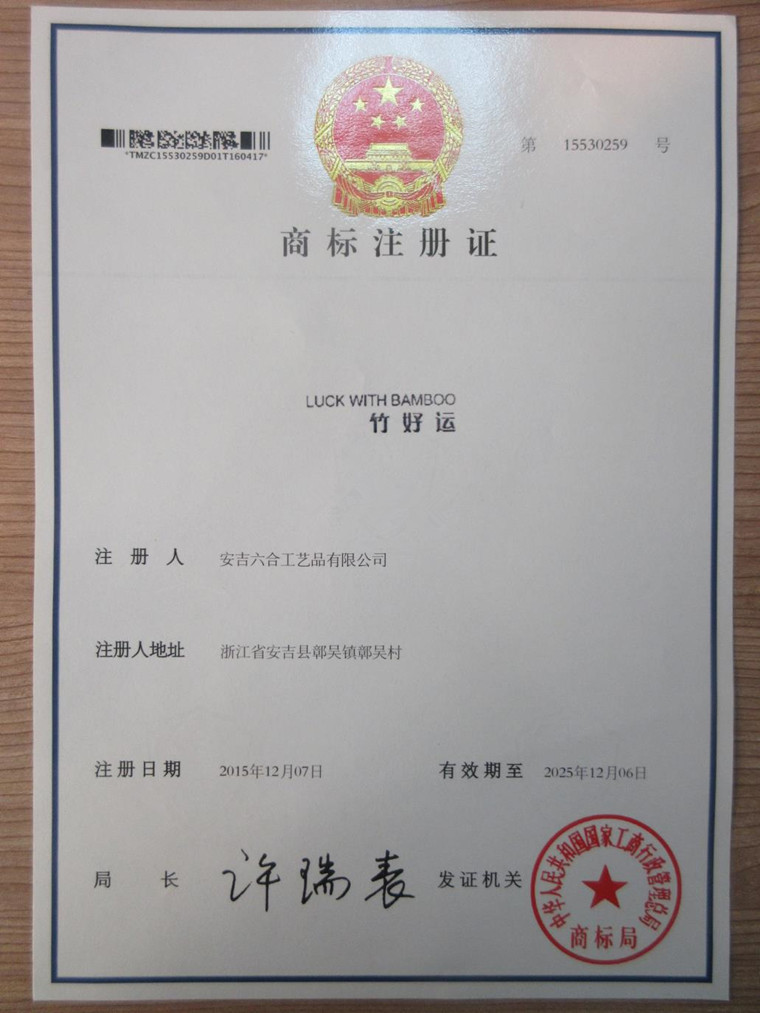 *TMZC15530259D01T160417*
第 15530259 号
商标注册证
LUCK WITH BAMBOO
竹好运
注册人 安吉六合工艺品有限公司
注册人地址 浙江省安吉县鄣吴镇鄣吴村
注册日期 2015年12月07日 有效期至 2025年12月06日
局长 许瑞表 发证机关
中华人民共和国国家工商行政管理总局
商标局